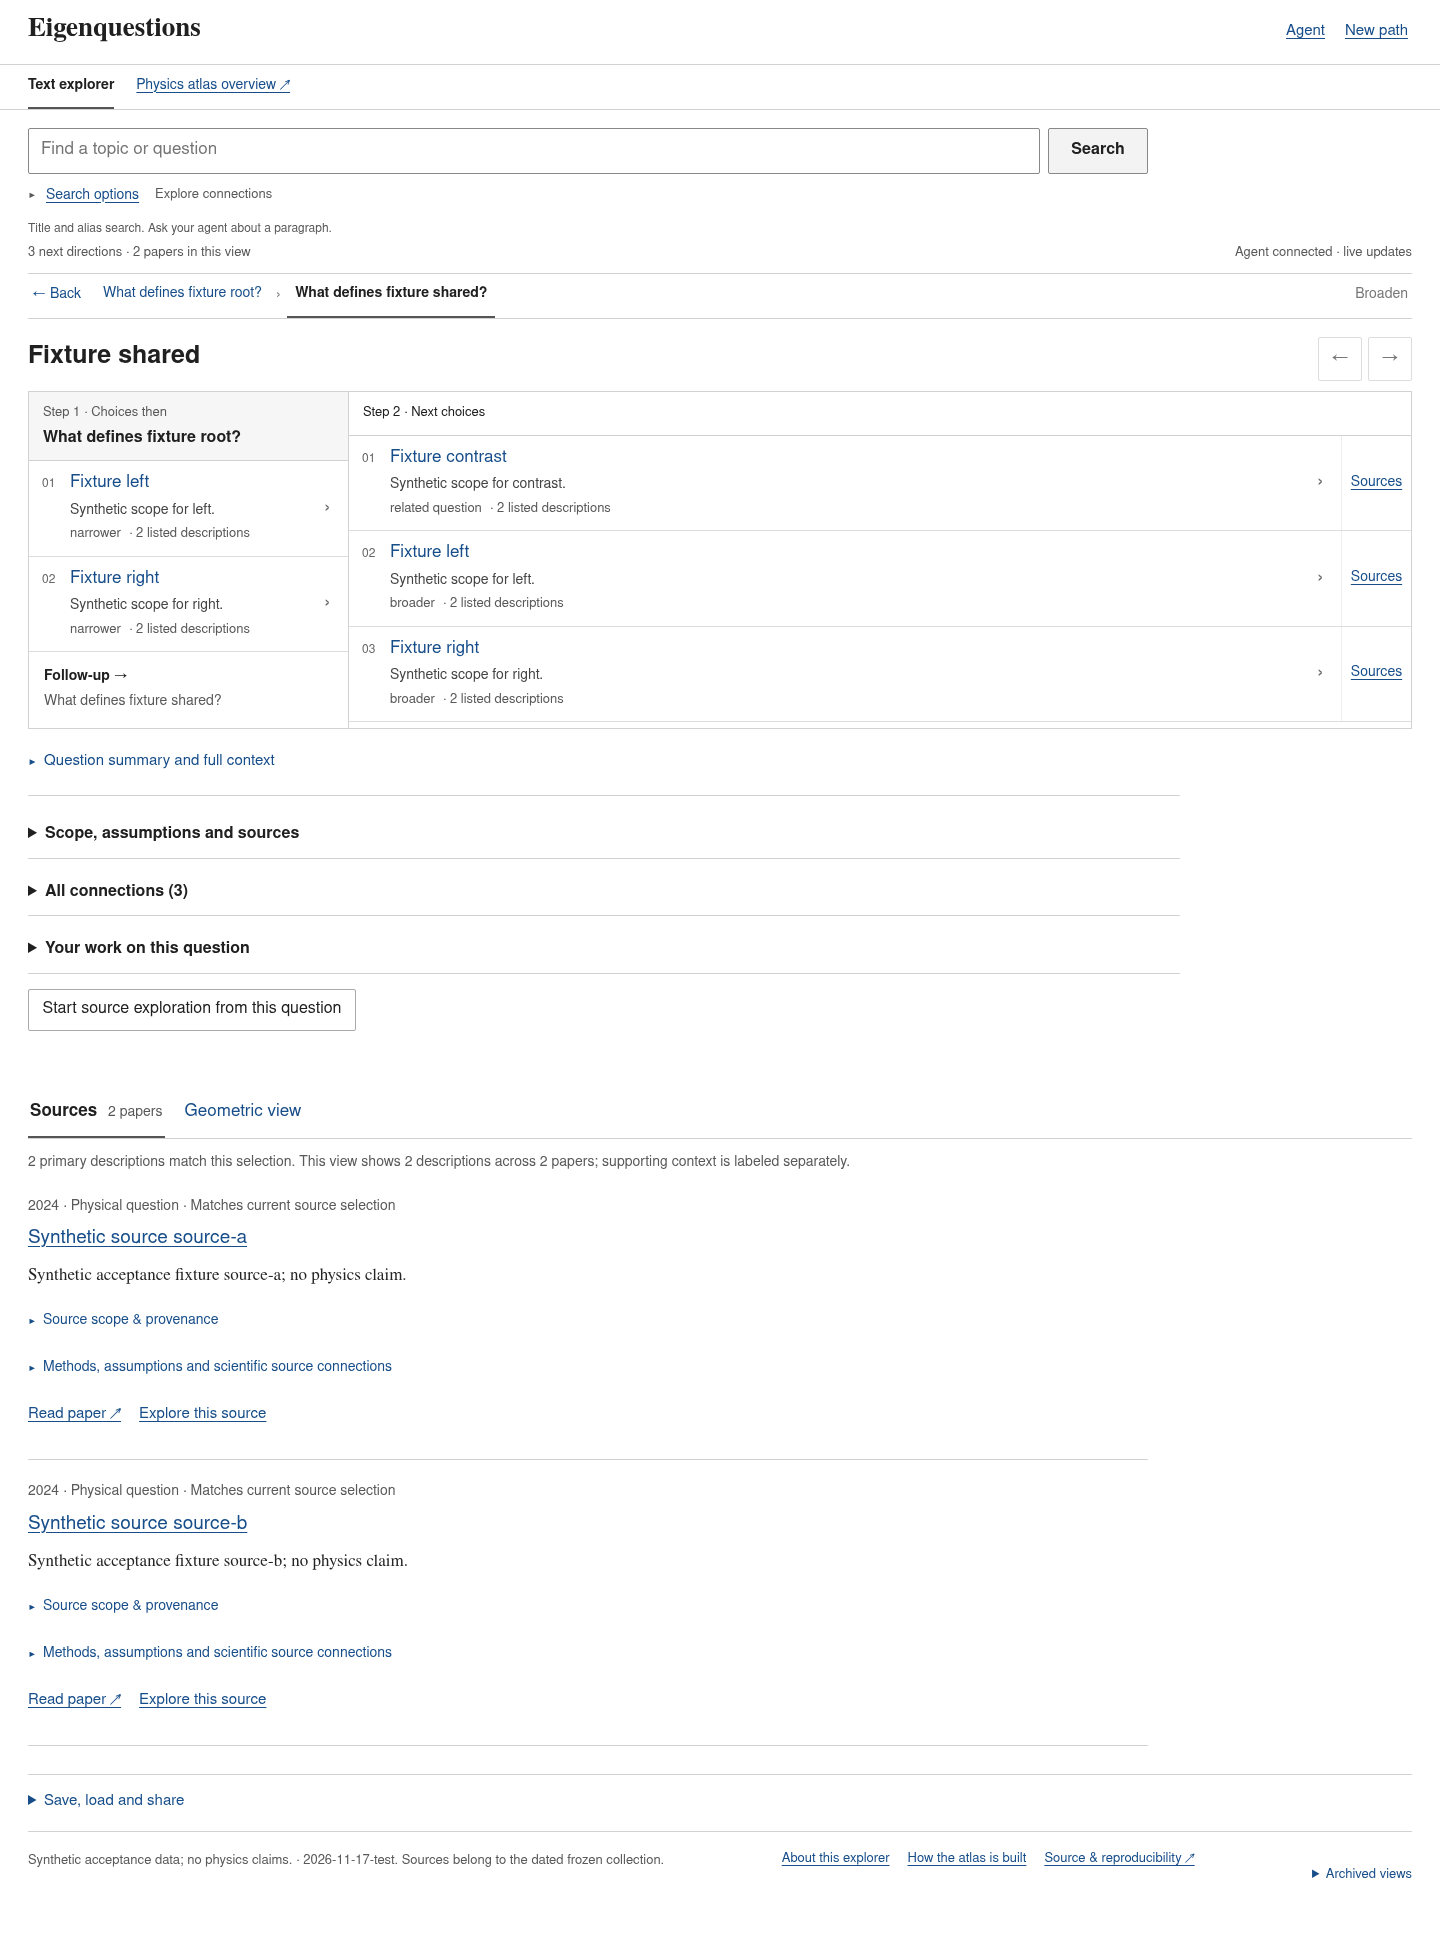 Eigenquestions
Agent New path
Text explorer Physics atlas overview ↗
Find a topic or question
Search
▸ Search options Explore connections
Title and alias search. Ask your agent about a paragraph.
3 next directions · 2 papers in this view
Agent connected · live updates
← Back What defines fixture root? › What defines fixture shared?
Broaden
Fixture shared
← →
Step 1 · Choices then
What defines fixture root?
01 Fixture left
Synthetic scope for left. ›
narrower · 2 listed descriptions
02 Fixture right
Synthetic scope for right. ›
narrower · 2 listed descriptions
Follow-up →
What defines fixture shared?
Step 2 · Next choices
01 Fixture contrast
Synthetic scope for contrast. › Sources
related question · 2 listed descriptions
02 Fixture left
Synthetic scope for left. › Sources
broader · 2 listed descriptions
03 Fixture right
Synthetic scope for right. › Sources
broader · 2 listed descriptions
▸ Question summary and full context
▶ Scope, assumptions and sources
▶ All connections (3)
▶ Your work on this question
Start source exploration from this question
Sources 2 papers Geometric view
2 primary descriptions match this selection. This view shows 2 descriptions across 2 papers; supporting context is labeled separately.
2024 · Physical question · Matches current source selection
Synthetic source source-a
Synthetic acceptance fixture source-a; no physics claim.
▸ Source scope & provenance
▸ Methods, assumptions and scientific source connections
Read paper ↗ Explore this source
2024 · Physical question · Matches current source selection
Synthetic source source-b
Synthetic acceptance fixture source-b; no physics claim.
▸ Source scope & provenance
▸ Methods, assumptions and scientific source connections
Read paper ↗ Explore this source
▶ Save, load and share
Synthetic acceptance data; no physics claims. · 2026-11-17-test. Sources belong to the dated frozen collection.
About this explorer How the atlas is built Source & reproducibility ↗
▶ Archived views